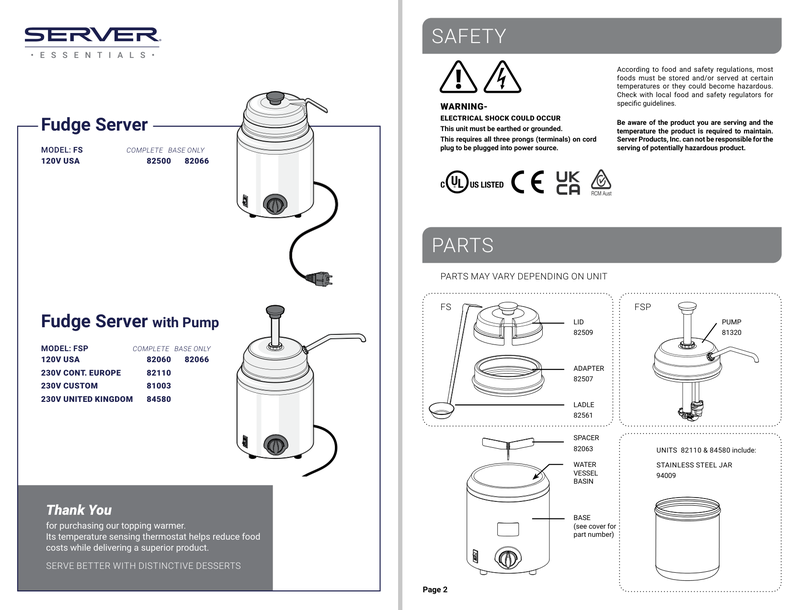 SERVER
• ESSENTIALS •
Fudge Server
MODEL: FS COMPLETE BASE ONLY
120V USA 82500 82066
Fudge Server with Pump
MODEL: FSP COMPLETE BASE ONLY
120V USA 82060 82066
230V CONT. EUROPE 82110
230V CUSTOM 81003
230V UNITED KINGDOM 84580
Thank You
for purchasing our topping warmer.
Its temperature sensing thermostat helps reduce food
costs while delivering a superior product.
SERVE BETTER WITH DISTINCTIVE DESSERTS
SAFETY
WARNING-
ELECTRICAL SHOCK COULD OCCUR
This unit must be earthed or grounded.
This requires all three prongs (terminals) on cord
plug to be plugged into power source.
According to food and safety regulations, most
foods must be stored and/or served at certain
temperatures or they could become hazardous.
Check with local food and safety regulators for
specific guidelines.
Be aware of the product you are serving and the
temperature the product is required to maintain.
Server Products, Inc. can not be responsible for the
serving of potentially hazardous product.
C UL US LISTED CE UK
CA
RCM Aust
PARTS
PARTS MAY VARY DEPENDING ON UNIT
FS
LID
82509
ADAPTER
82507
LADLE
82561
FSP
PUMP
81320
SPACER
82063
WATER
VESSEL
BASIN
BASE
(see cover for
part number)
UNITS 82110 & 84580 include:
STAINLESS STEEL JAR
94009
Page 2